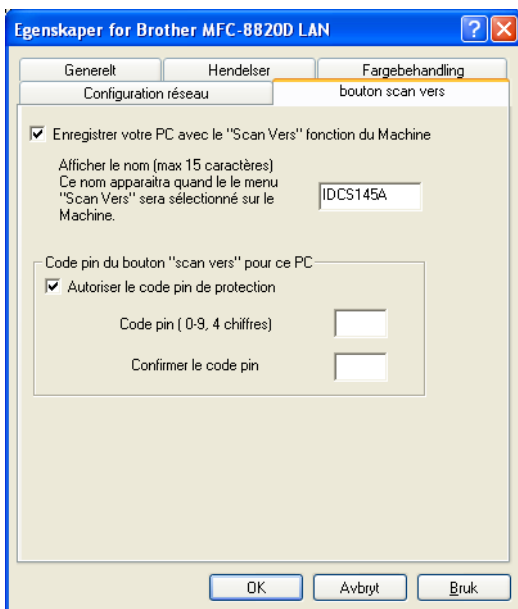 Egenskaper for Brother MFC-8820D LAN
Generelt
Hendelser
Fargebehandling
Configuration réseau
bouton scan vers
Enregistrer votre PC avec le "Scan Vers" fonction du Machine
Afficher le nom (max 15 caractères)
Ce nom apparaitra quand le le menu
"Scan Vers" sera sélectionné sur le
Machine.
IDCS145A
Code pin du bouton "scan vers" pour ce PC
Autoriser le code pin de protection
Code pin ( 0-9, 4 chiffres)
Confirmer le code pin
OK
Avbryt
Bruk